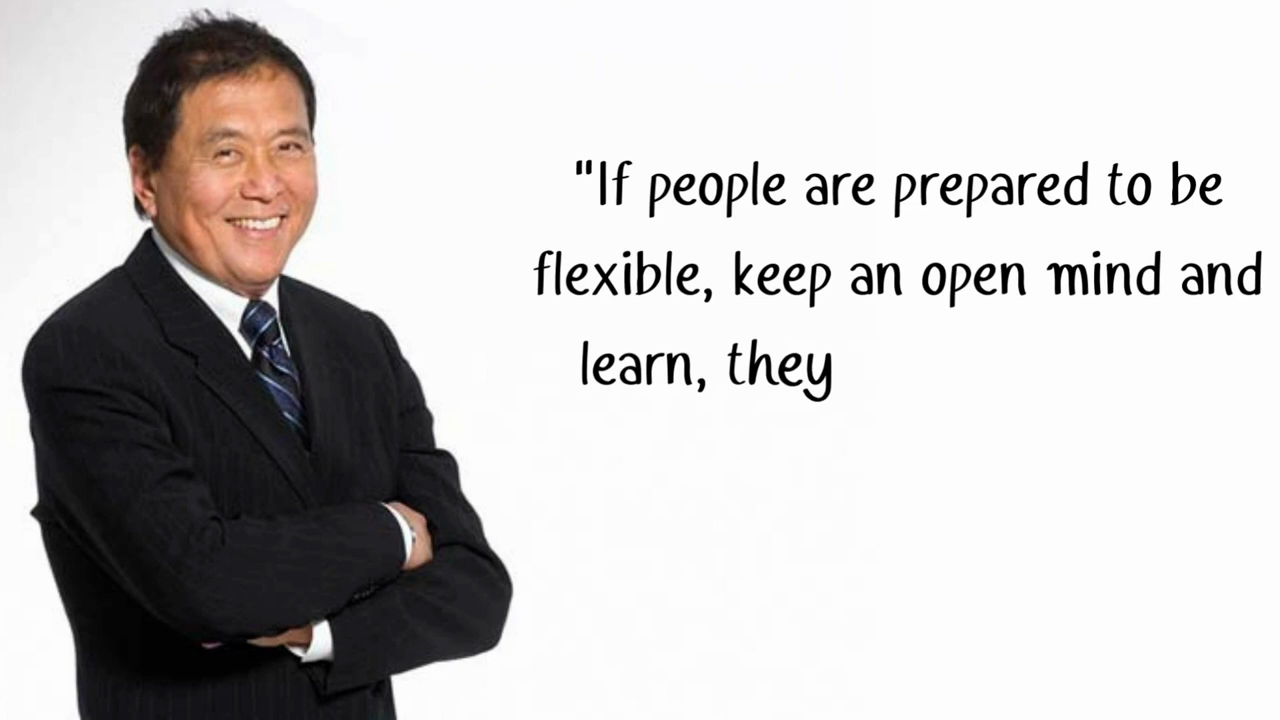 "If people are prepared to be
flexible, keep an open mind and
learn, they